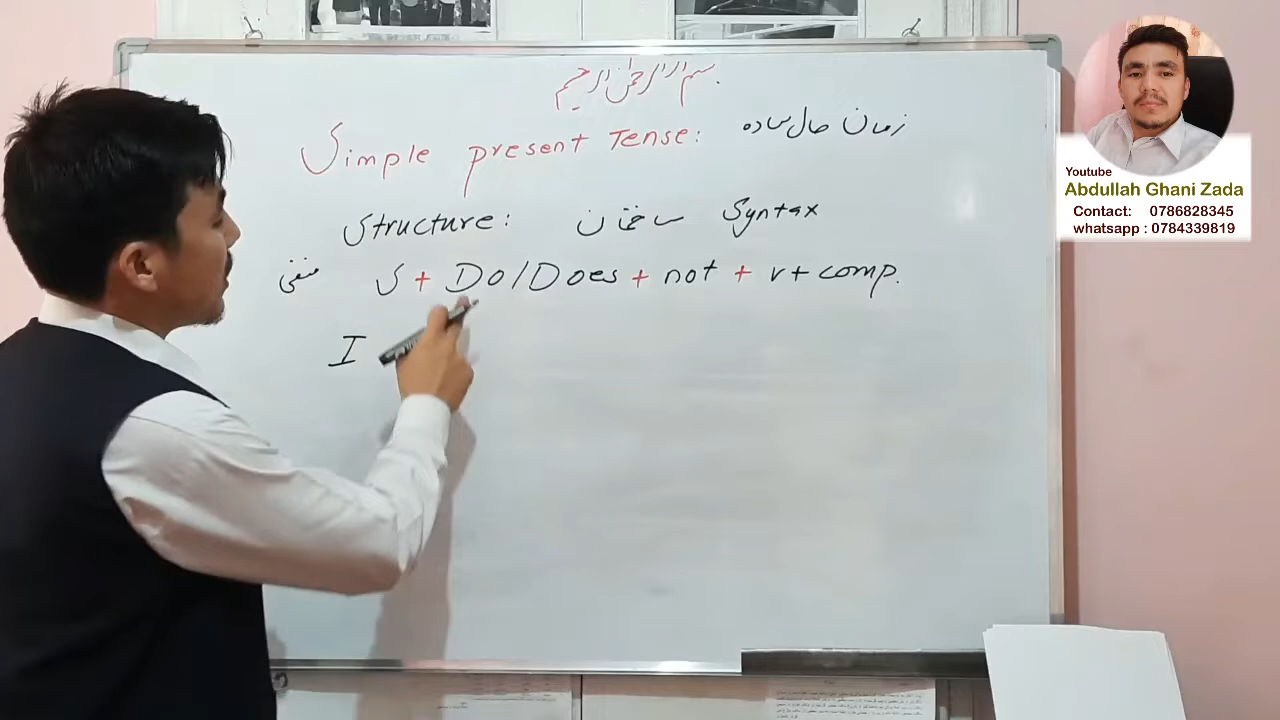 بسم الله الرحمن الرحیم
Simple present Tense: زمان حال ساده
Structure: ساختمان Syntax
منفی S + Do/Does + not + v + comp.
I
Youtube
Abdullah Ghani Zada
Contact: 0786828345
whatsapp : 0784339819